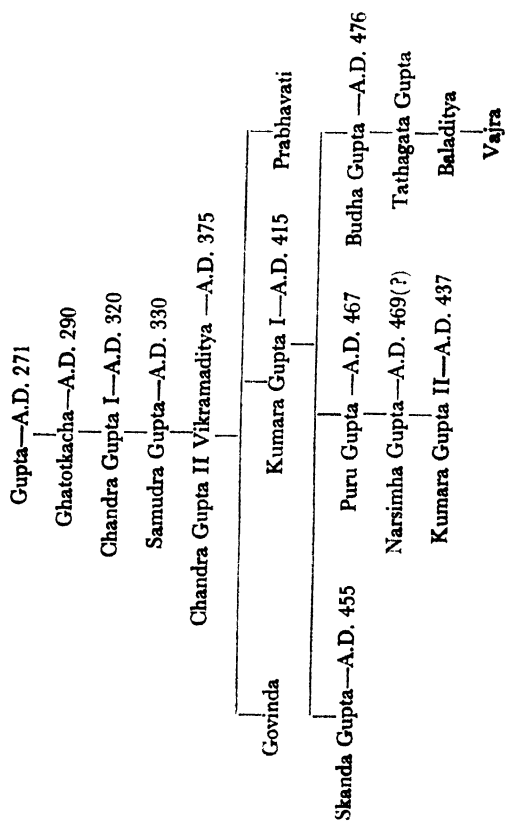 Gupta—A.D. 271
Ghatotkacha—A.D. 290
Chandra Gupta I—A.D. 320
Samudra Gupta—A.D. 330
Chandra Gupta II Vikramaditya —A.D. 375
Govinda Kumara Gupta I—A.D. 415 Prabhavati
Skanda Gupta—A.D. 455 Puru Gupta —A.D. 467 Budha Gupta —A.D. 476
Narsimha Gupta—A.D. 469(?) Tathagata Gupta
Kumara Gupta II—A.D. 437 Baladitya
Vajra